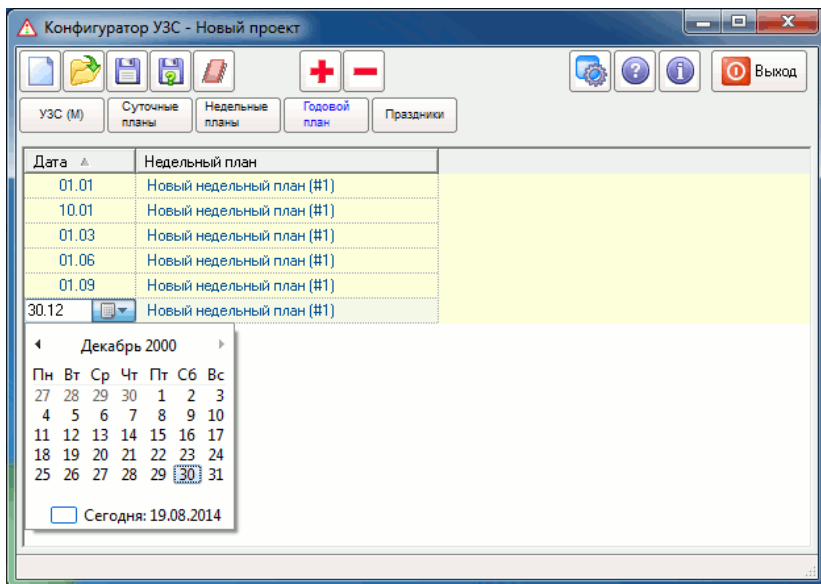 Конфигуратор УЗС - Новый проект
Выход
УЗС (М)
Суточные планы
Недельные планы
Годовой план
Праздники
Дата Недельный план
01.01 Новый недельный план (#1)
10.01 Новый недельный план (#1)
01.03 Новый недельный план (#1)
01.06 Новый недельный план (#1)
01.09 Новый недельный план (#1)
30.12 Новый недельный план (#1)
Декабрь 2000
Пн Вт Ср Чт Пт Сб Вс
27 28 29 30 1 2 3
4 5 6 7 8 9 10
11 12 13 14 15 16 17
18 19 20 21 22 23 24
25 26 27 28 29 30 31
Сегодня: 19.08.2014